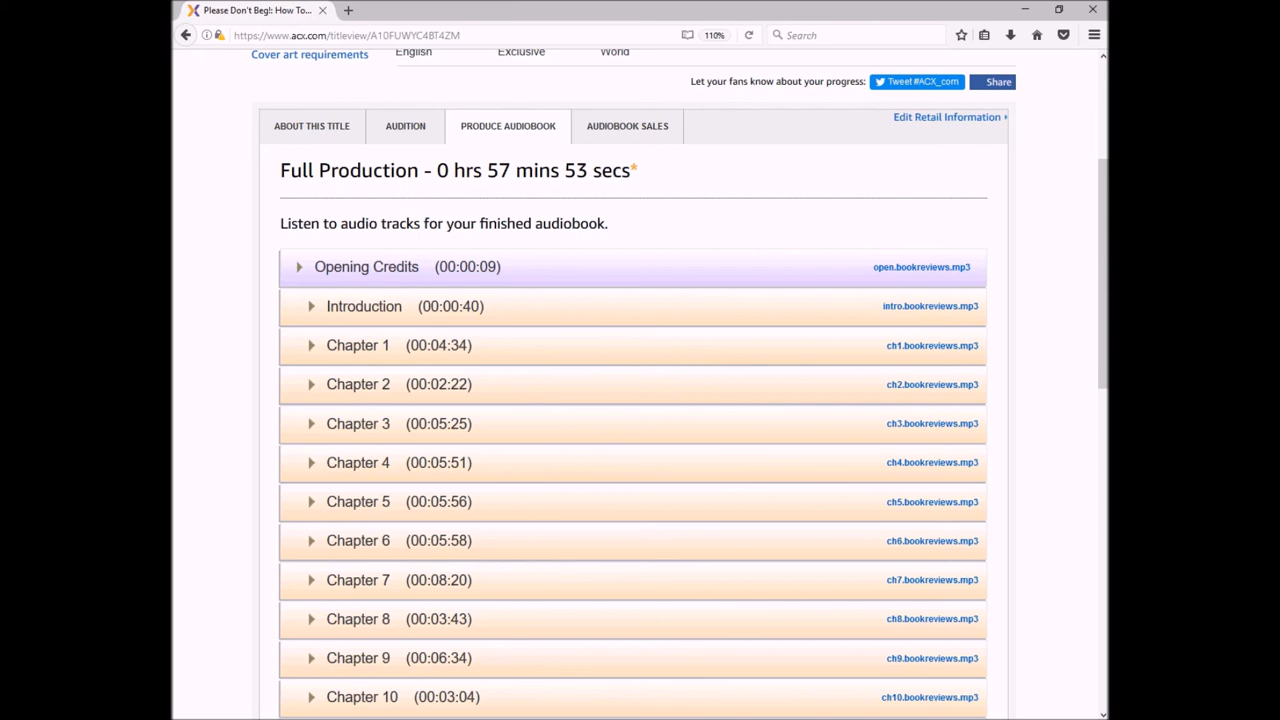 Please Don't Beg!: How To...
https://www.acx.com/titleview/A10FUWYC4BT4ZM
110%
Search
Cover art requirements
English
Exclusive
World
Let your fans know about your progress:
Tweet #ACX_com
Share
ABOUT THIS TITLE
AUDITION
PRODUCE AUDIOBOOK
AUDIOBOOK SALES
Edit Retail Information
Full Production - 0 hrs 57 mins 53 secs*
Listen to audio tracks for your finished audiobook.
Opening Credits (00:00:09) open.bookreviews.mp3
Introduction (00:00:40) intro.bookreviews.mp3
Chapter 1 (00:04:34) ch1.bookreviews.mp3
Chapter 2 (00:02:22) ch2.bookreviews.mp3
Chapter 3 (00:05:25) ch3.bookreviews.mp3
Chapter 4 (00:05:51) ch4.bookreviews.mp3
Chapter 5 (00:05:56) ch5.bookreviews.mp3
Chapter 6 (00:05:58) ch6.bookreviews.mp3
Chapter 7 (00:08:20) ch7.bookreviews.mp3
Chapter 8 (00:03:43) ch8.bookreviews.mp3
Chapter 9 (00:06:34) ch9.bookreviews.mp3
Chapter 10 (00:03:04) ch10.bookreviews.mp3